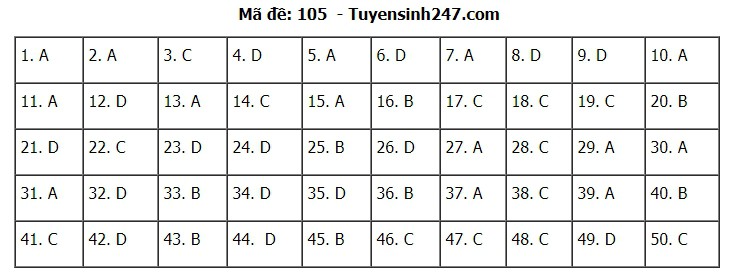 Mã đề: 105 - Tuyensinh247.com
1. A 2. A 3. C 4. D 5. A 6. D 7. A 8. D 9. D 10. A
11. A 12. D 13. A 14. C 15. A 16. B 17. C 18. C 19. C 20. B
21. D 22. C 23. D 24. D 25. B 26. D 27. A 28. C 29. A 30. A
31. A 32. D 33. B 34. D 35. D 36. B 37. A 38. C 39. A 40. B
41. C 42. D 43. B 44. D 45. B 46. C 47. C 48. C 49. D 50. C